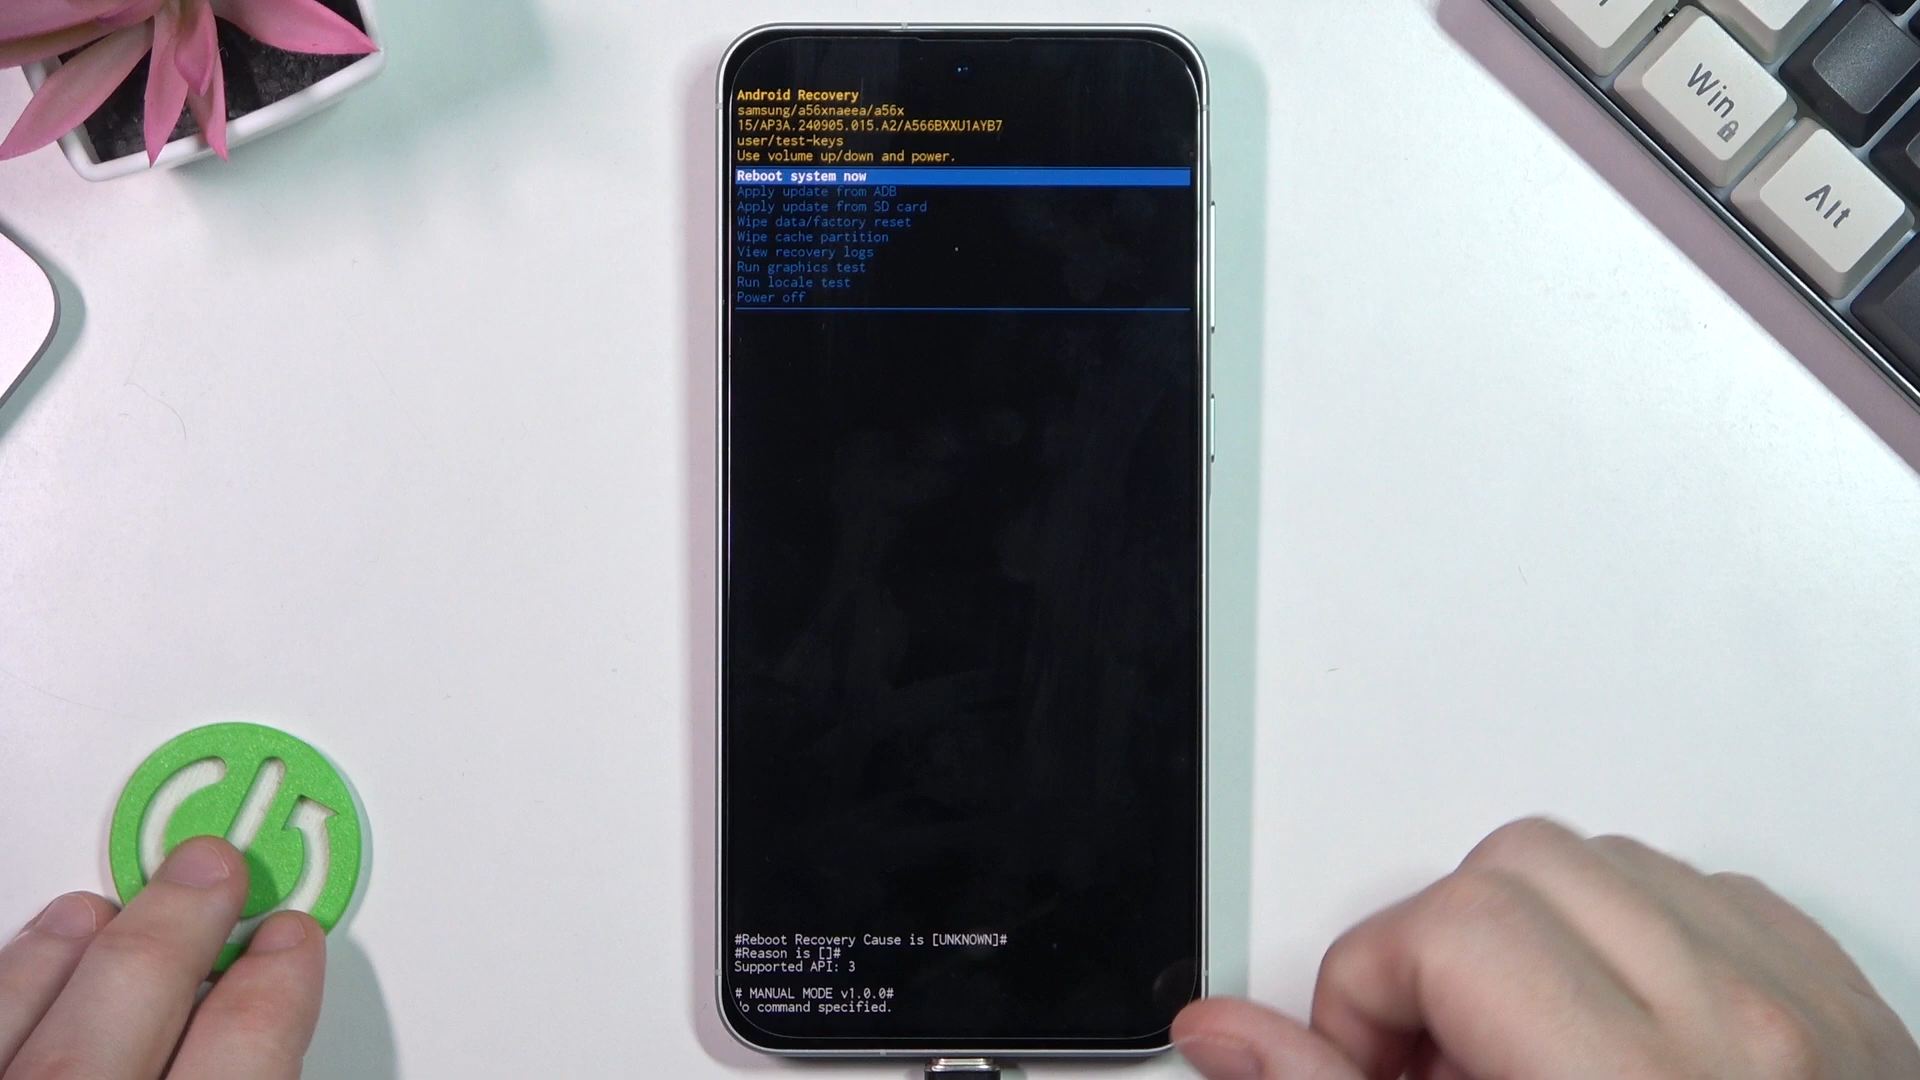 Android Recovery
samsung/a56xnaeea/a56x
15/AP3A.240905.015.A2/A566BXXU1AYB7
user/test-keys
Use volume up/down and power.
Reboot system now
Apply update from ADB
Apply update from SD card
Wipe data/factory reset
Wipe cache partition
View recovery logs
Run graphics test
Run locale test
Power off
#Reboot Recovery Cause is [UNKNOWN]#
#Reason is []#
Supported API: 3
# MANUAL MODE v1.0.0#
o command specified.
Win
Alt